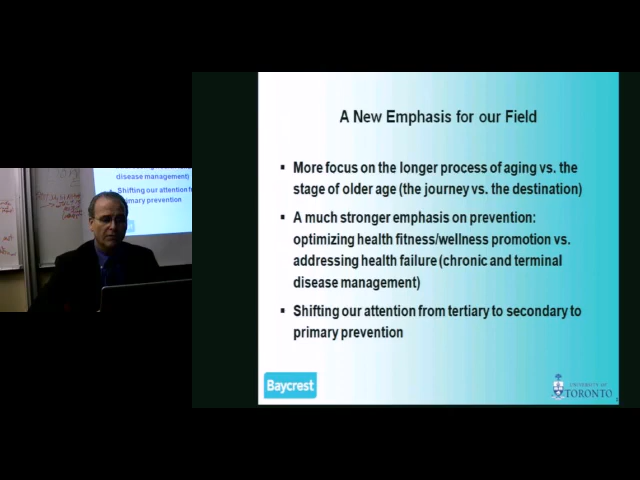 A New Emphasis for our Field
▪ More focus on the longer process of aging vs. the
stage of older age (the journey vs. the destination)
▪ A much stronger emphasis on prevention:
optimizing health fitness/wellness promotion vs.
addressing health failure (chronic and terminal
disease management)
▪ Shifting our attention from tertiary to secondary to
primary prevention
Baycrest
UNIVERSITY OF
TORONTO
disease management)
Shifting our attention
primary prevention